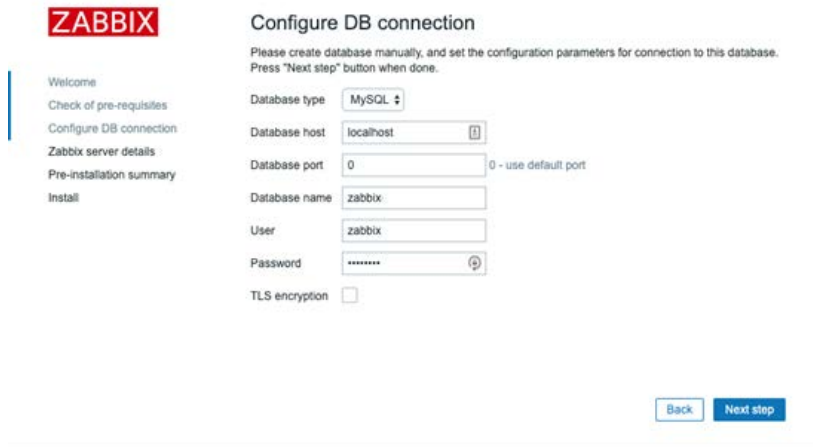 ZABBIX
Welcome
Check of pre-requisites
Configure DB connection
Zabbix server details
Pre-installation summary
Install
Configure DB connection
Please create database manually, and set the configuration parameters for connection to this database.
Press "Next step" button when done.
Database type MySQL
Database host localhost
Database port 0 0 - use default port
Database name zabbix
User zabbix
Password ••••••••
TLS encryption
Back Next step